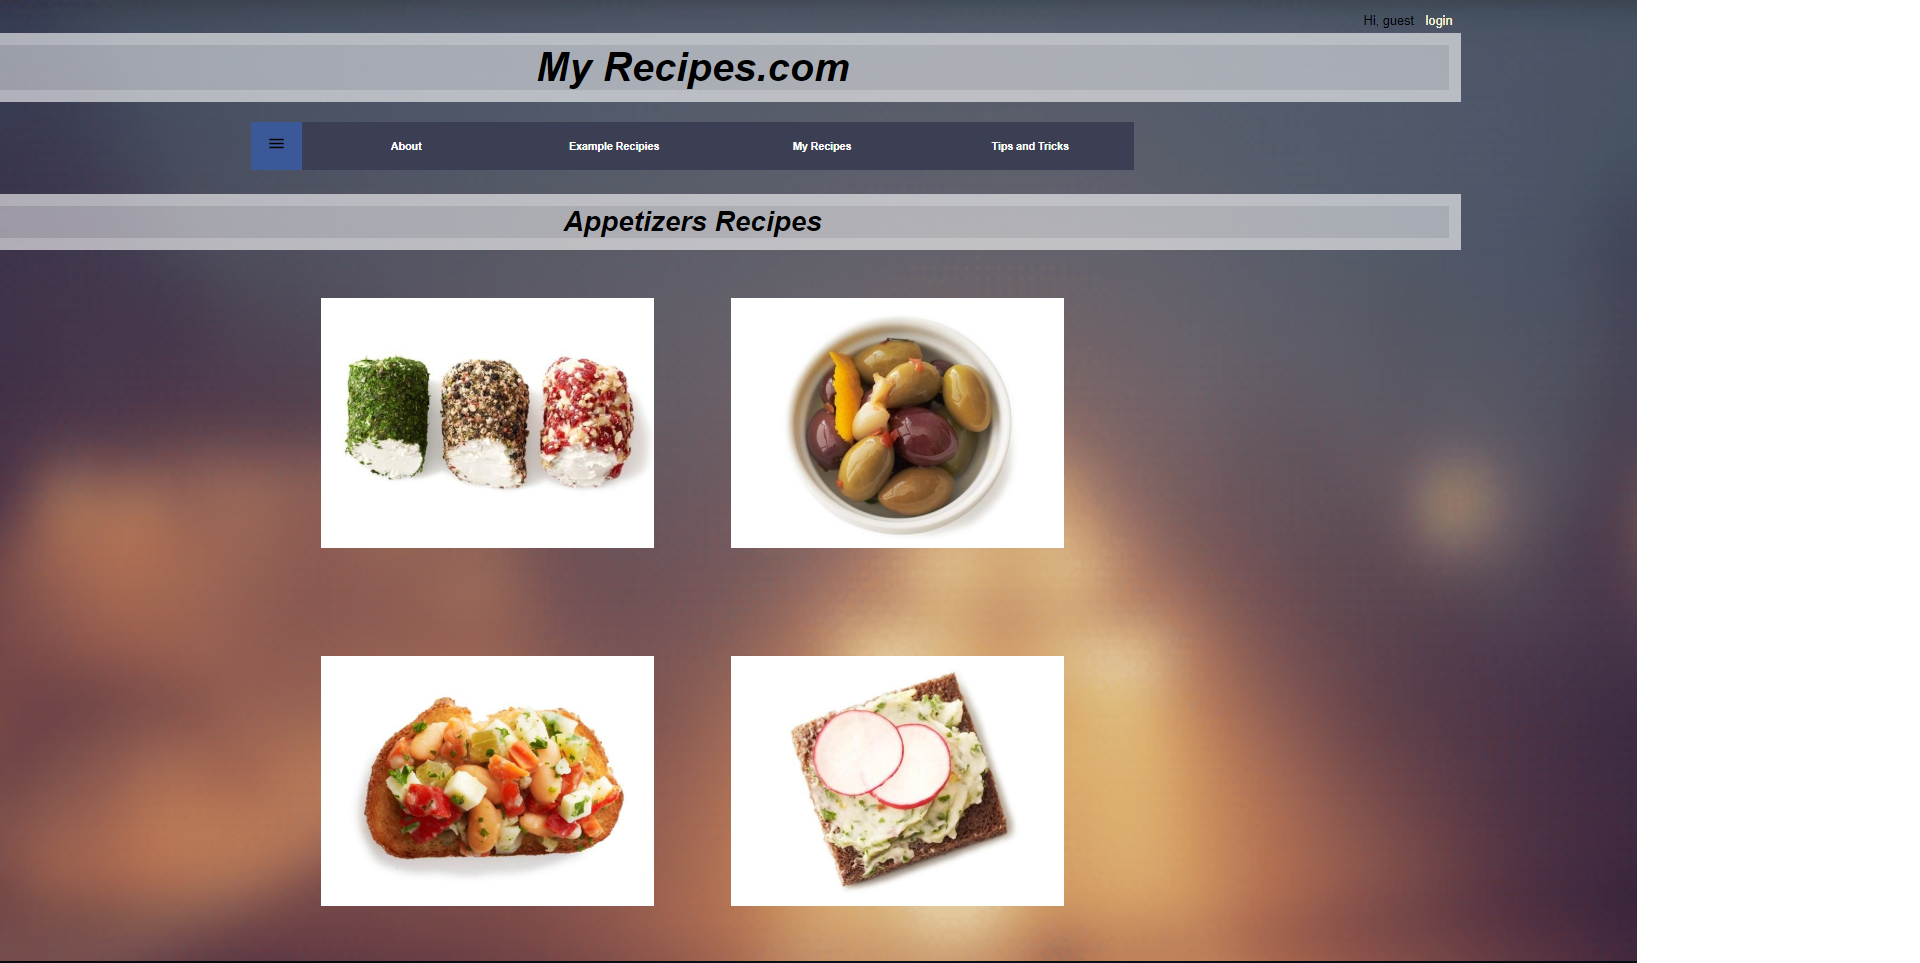 Hi, guest login
My Recipes.com
About Example Recipies My Recipes Tips and Tricks
Appetizers Recipes